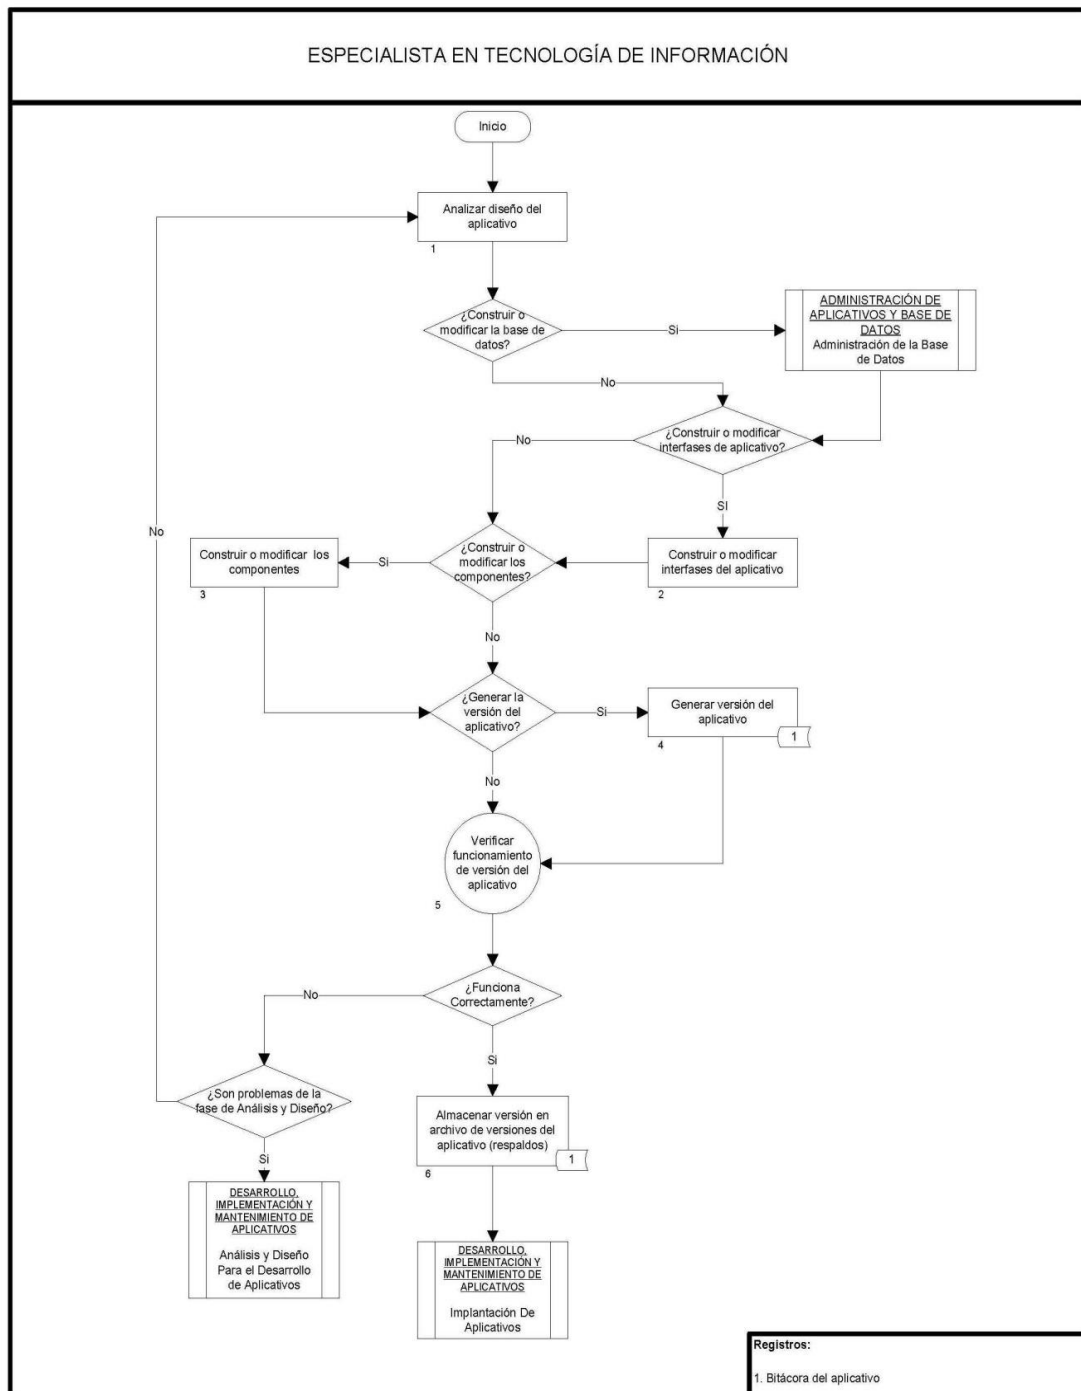 ESPECIALISTA EN TECNOLOGÍA DE INFORMACIÓN
Inicio
Analizar diseño del
aplicativo
1
¿Construir o
modificar la base de
datos?
Si
ADMINISTRACIÓN DE
APLICATIVOS Y BASE DE
DATOS
Administración de la Base
de Datos
No
¿Construir o modificar
interfases de aplicativo?
No
SI
No
Construir o modificar los
componentes
3
Si
¿Construir o
modificar los
componentes?
Construir o modificar
interfases del aplicativo
2
No
¿Generar la
versión del
aplicativo?
Si
Generar versión del
aplicativo
1
4
No
Verificar
funcionamiento
de versión del
aplicativo
5
¿Funciona
Correctamente?
No
Si
¿Son problemas de la
fase de Análisis y Diseño?
Almacenar versión en
archivo de versiones del
aplicativo (respaldos)
1
6
Si
DESARROLLO,
IMPLEMENTACIÓN Y
MANTENIMIENTO DE
APLICATIVOS
Análisis y Diseño
Para el Desarrollo
de Aplicativos
DESARROLLO,
IMPLEMENTACIÓN Y
MANTENIMIENTO DE
APLICATIVOS
Implantación De
Aplicativos
Registros:
1. Bitácora del aplicativo